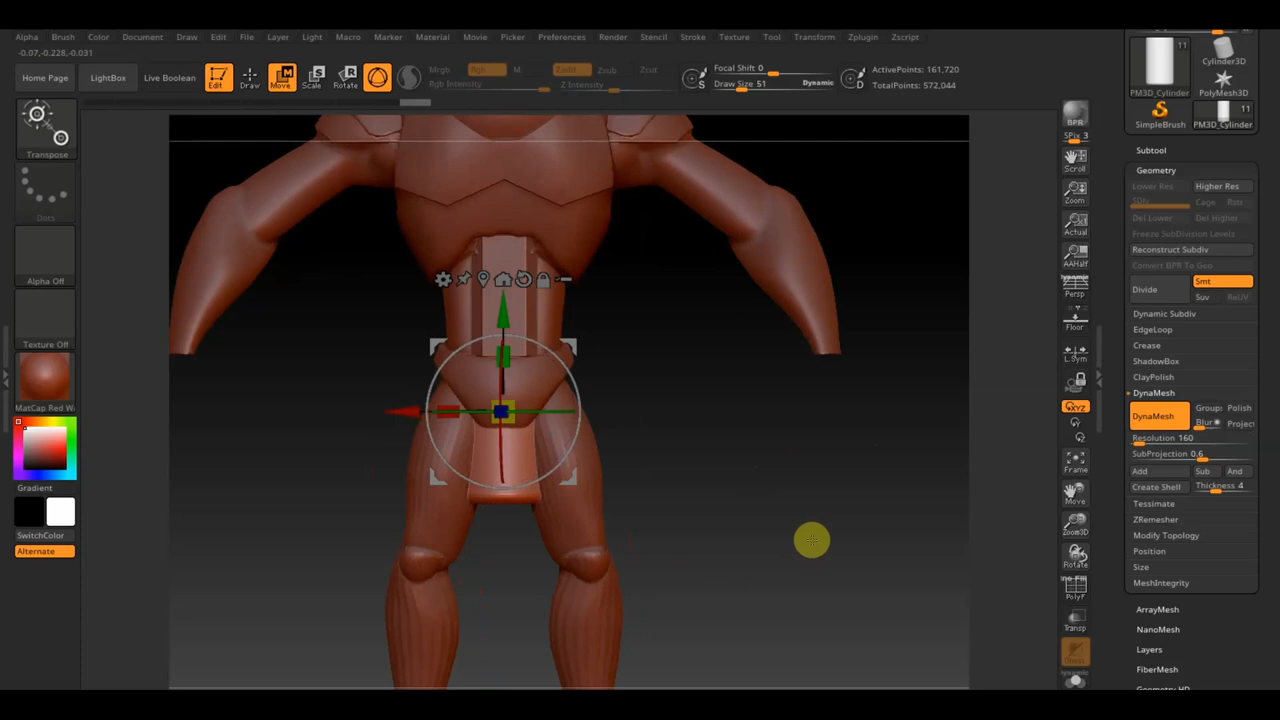 Alpha Brush Color Document Draw Edit File Layer Light Macro Marker Material Movie Picker Preferences Render Stencil Stroke Texture Tool Transform Zplugin Zscript
-0.07,-0.228,-0.031
Home Page LightBox Live Boolean Edit Draw Move Scale Rotate
Mrgb Rgb M Zadd Zsub Zcut
Rgb Intensity Z Intensity
Focal Shift 0
Draw Size 51 Dynamic
ActivePoints: 161,720
TotalPoints: 572,044
Transpose
Dots
Alpha Off
Texture Off
MatCap Red Wa
Gradient
SwitchColor
Alternate
BPR
SPix 3
Scroll
Zoom
Actual
AAHalf
Dynamic
Persp
Floor
L.Sym
XYZ
Frame
Move
Zoom3D
Rotate
PolyF
Transp
Dynamic
11
PM3D_Cylinder
Cylinder3D
PolyMesh3D
SimpleBrush
11
PM3D_Cylinder
Subtool
Geometry
Lower Res Higher Res
SDiv Cage Rstr
Del Lower Del Higher
Freeze SubDivision Levels
Reconstruct Subdiv
Convert BPR To Geo
Divide Smt
Suv ReUV
Dynamic Subdiv
EdgeLoop
Crease
ShadowBox
ClayPolish
DynaMesh
DynaMesh Groups Polish
Blur Project
Resolution 160
SubProjection 0.6
Add Sub And
Create Shell Thickness 4
Tessimate
ZRemesher
Modify Topology
Position
Size
MeshIntegrity
ArrayMesh
NanoMesh
Layers
FiberMesh
Geometry HD